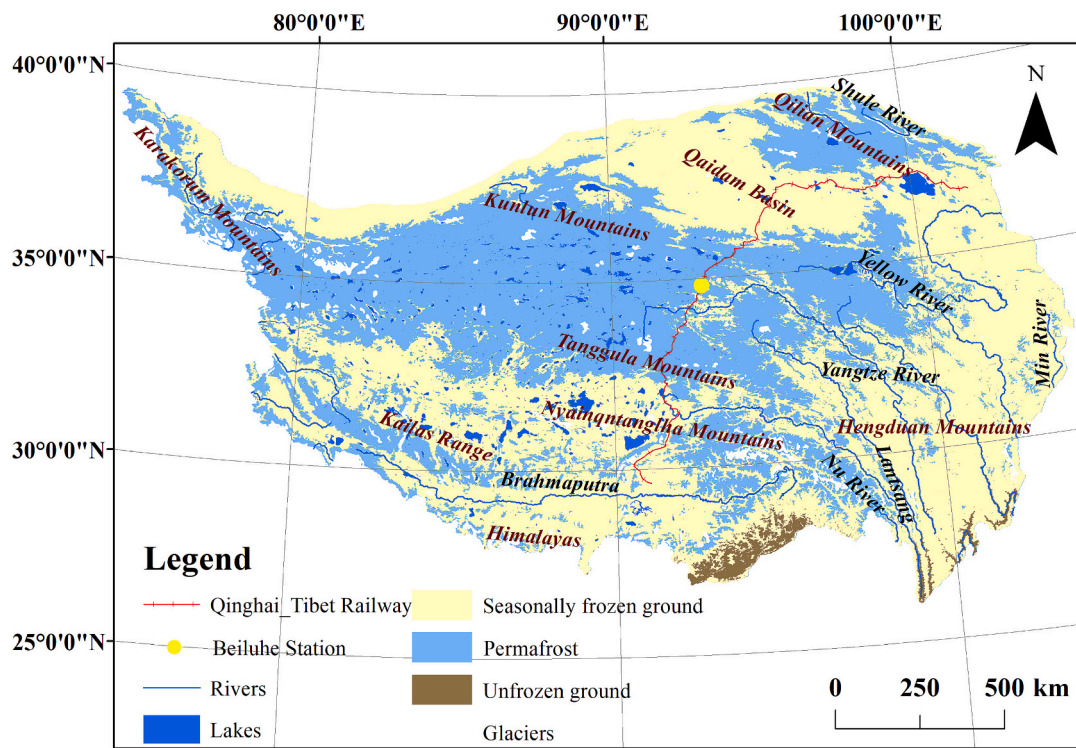 80°0'0"E
90°0'0"E
100°0'0"E
40°0'0"N
35°0'0"N
30°0'0"N
25°0'0"N
N
Shule River
Qilian Mountains
Karakorum Mountains
Qaidam Basin
Kunlun Mountains
Yellow River
Min River
Tanggula Mountains
Yangtze River
Nyainqntanglha Mountains
Hengduan Mountains
Kailas Range
Lantsang
Nu River
Brahmaputra
Himalayas
Legend
Qinghai_Tibet Railway
Seasonally frozen ground
Beiluhe Station
Permafrost
Rivers
Unfrozen ground
Lakes
Glaciers
0 250 500 km